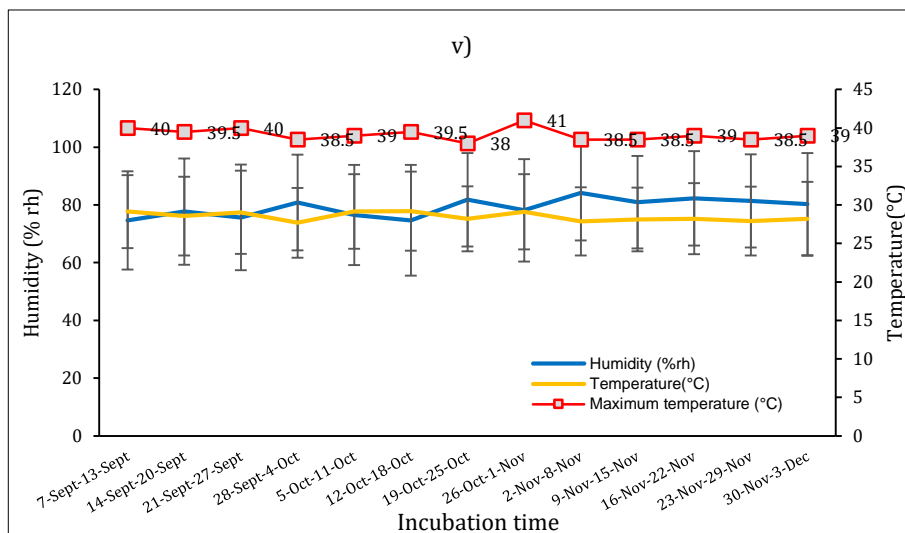 v)
120
100
80
60
40
20
0
Humidity (% rh)
45
40
35
30
25
20
15
10
5
0
Temperature(°C)
40
39.5
40
38.5
39
39.5
38
41
38.5
38.5
39
38.5
39
Humidity (%rh)
Temperature(°C)
Maximum temperature (°C)
7-Sept-13-Sept
14-Sept-20-Sept
21-Sept-27-Sept
28-Sept-4-Oct
5-Oct-11-Oct
12-Oct-18-Oct
19-Oct-25-Oct
26-Oct-1-Nov
2-Nov-8-Nov
9-Nov-15-Nov
16-Nov-22-Nov
23-Nov-29-Nov
30-Nov-3-Dec
Incubation time